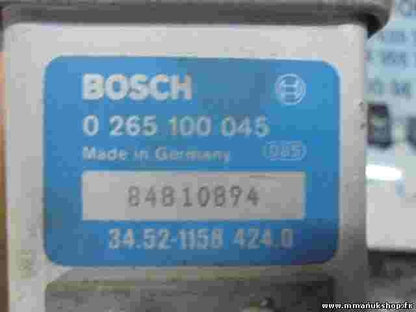 BOSCH
0 265 100 045
Made in Germany 085
84810894
34.52-1158 424.0
www.mmanukshop.fr